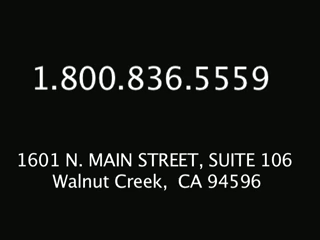 1.800.836.5559
1601 N. MAIN STREET, SUITE 106
Walnut Creek,  CA 94596